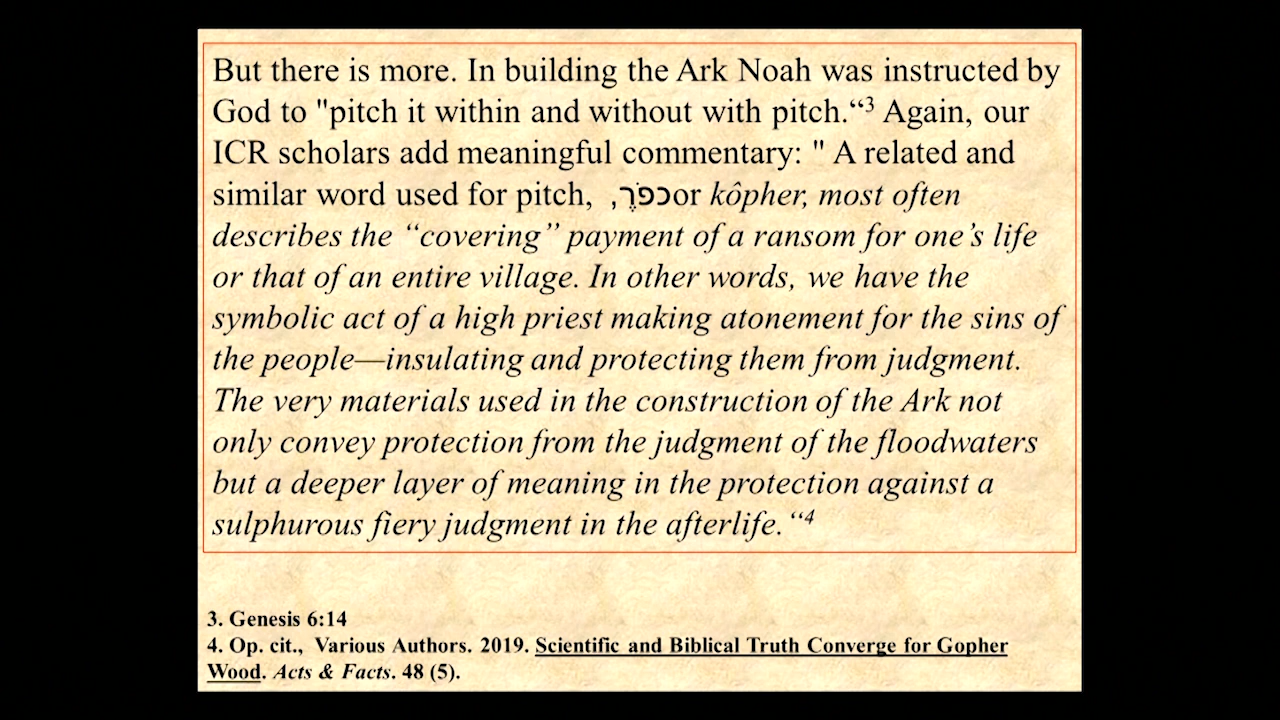 But there is more. In building the Ark Noah was instructed by
God to "pitch it within and without with pitch.“3 Again, our
ICR scholars add meaningful commentary: " A related and
similar word used for pitch, ,כפֹּרֶ or kôpher, most often
describes the “covering” payment of a ransom for one’s life
or that of an entire village. In other words, we have the
symbolic act of a high priest making atonement for the sins of
the people—insulating and protecting them from judgment.
The very materials used in the construction of the Ark not
only convey protection from the judgment of the floodwaters
but a deeper layer of meaning in the protection against a
sulphurous fiery judgment in the afterlife. “4
3. Genesis 6:14
4. Op. cit., Various Authors. 2019. Scientific and Biblical Truth Converge for Gopher
Wood. Acts & Facts. 48 (5).